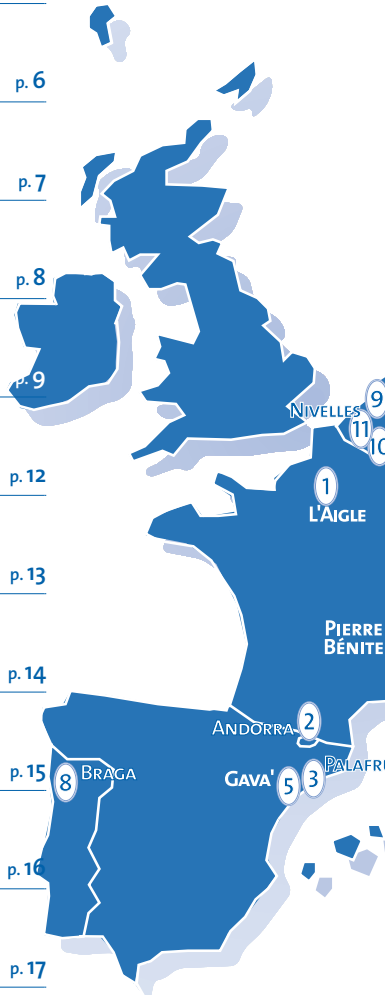 p. 6
p. 7
p. 8
p. 9
NIVELLES
9
11
10
p. 12
1
L'AIGLE
p. 13
PIERRE
BÉNITE
p. 14
ANDORRA
2
p. 15
8
BRAGA
GAVA'
5
3
PALAFRU
p. 16
p. 17